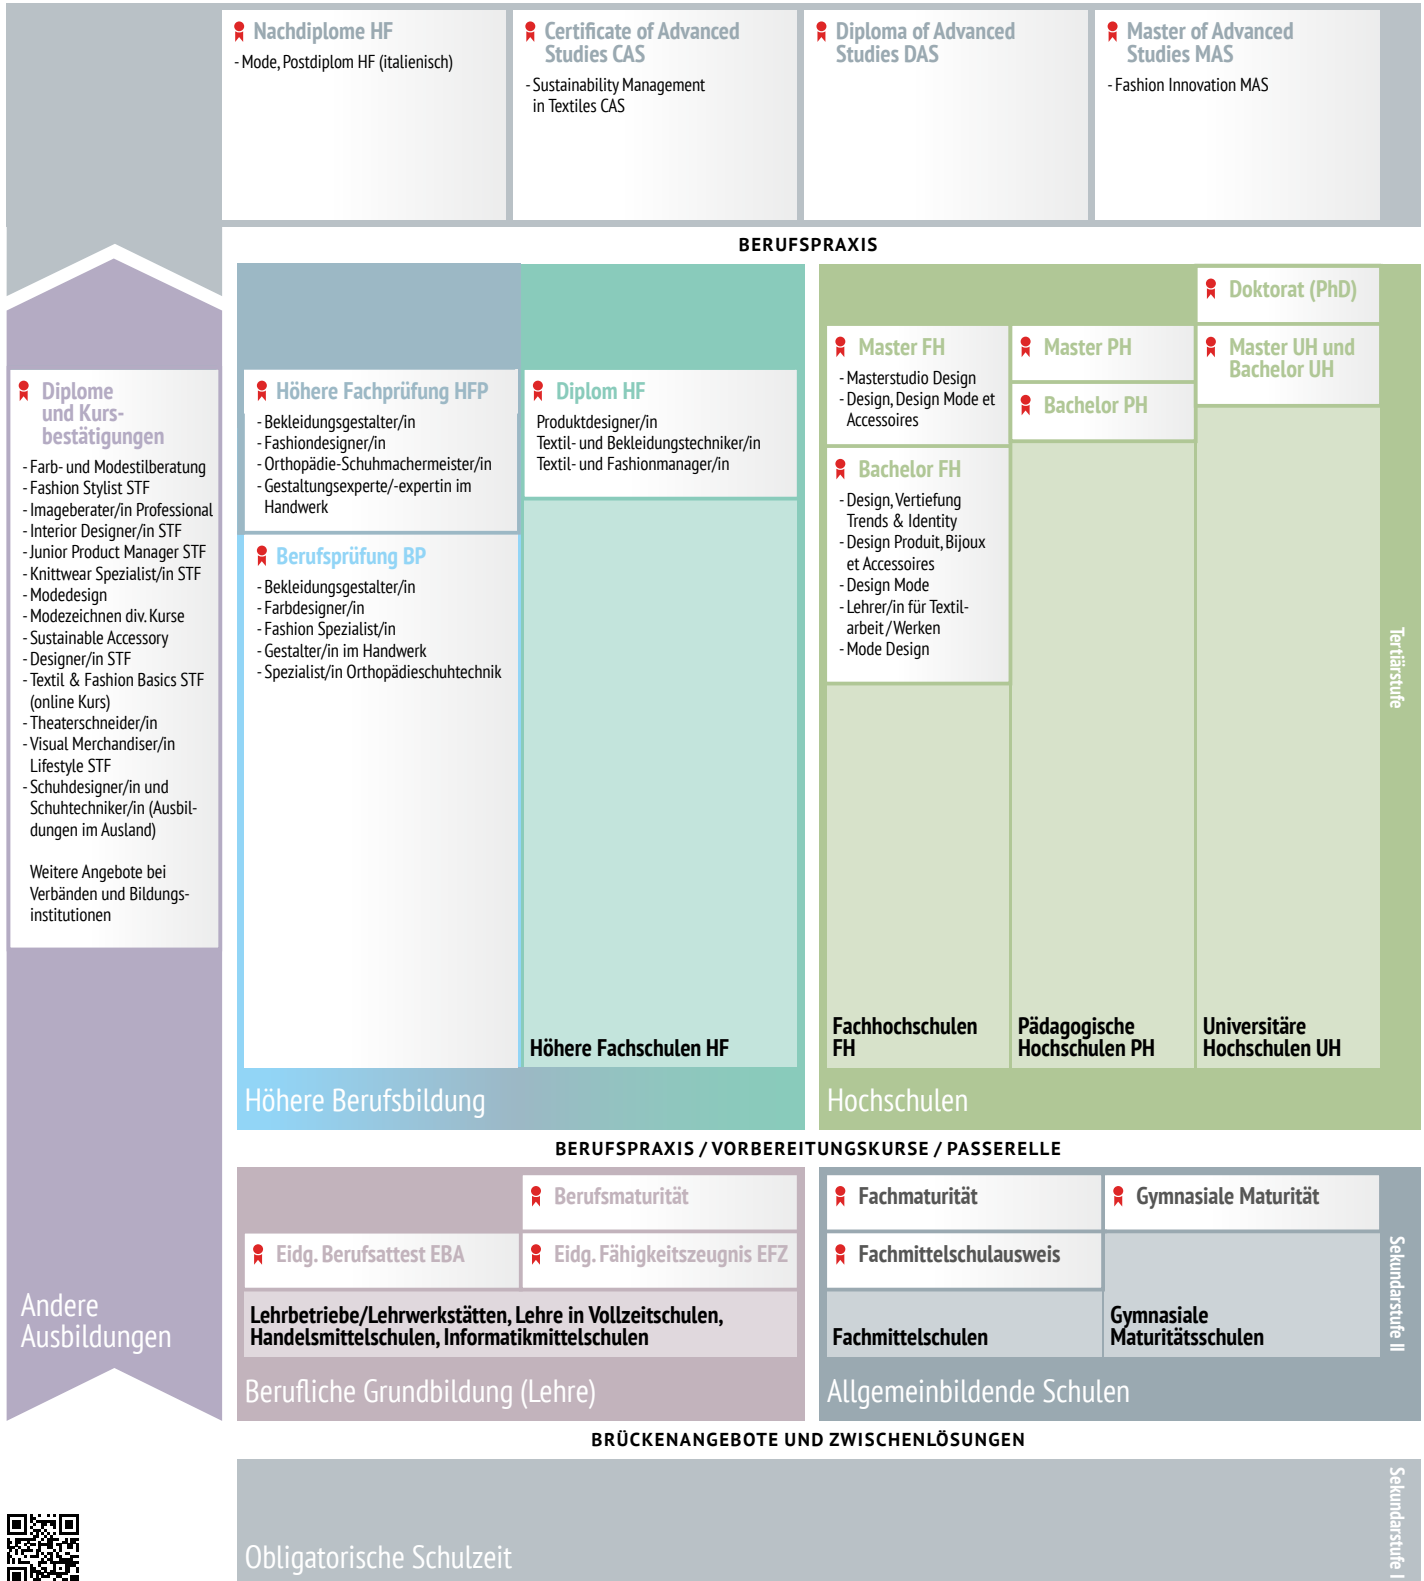 Nachdiplome HF
- Mode, Postdiplom HF (italienisch)
Certificate of Advanced
Studies CAS
- Sustainability Management
in Textiles CAS
Diploma of Advanced
Studies DAS
Master of Advanced
Studies MAS
- Fashion Innovation MAS
BERUFSPRAXIS
Diplome
und Kurs-
bestätigungen
- Farb- und Modestilberatung
- Fashion Stylist STF
- Imageberater/in Professional
- Interior Designer/in STF
- Junior Product Manager STF
- Knittwear Spezialist/in STF
- Modedesign
- Modezeichnen div. Kurse
- Sustainable Accessory
- Designer/in STF
- Textil & Fashion Basics STF
(online Kurs)
- Theaterschneider/in
- Visual Merchandiser/in
Lifestyle STF
- Schuhdesigner/in und
Schuhtechniker/in (Ausbil-
dungen im Ausland)
Weitere Angebote bei
Verbänden und Bildungs-
institutionen
Andere
Ausbildungen
Höhere Fachprüfung HFP
- Bekleidungsgestalter/in
- Fashiondesigner/in
- Orthopädie-Schuhmachermeister/in
- Gestaltungsexperte/-expertin im
Handwerk
Berufsprüfung BP
- Bekleidungsgestalter/in
- Farbdesigner/in
- Fashion Spezialist/in
- Gestalter/in im Handwerk
- Spezialist/in Orthopädieschuhtechnik
Diplom HF
Produktdesigner/in
Textil- und Bekleidungstechniker/in
Textil- und Fashionmanager/in
Höhere Fachschulen HF
Höhere Berufsbildung
Master FH
- Masterstudio Design
- Design, Design Mode et
Accessoires
Bachelor FH
- Design, Vertiefung
Trends & Identity
- Design Produit, Bijoux
et Accessoires
- Design Mode
- Lehrer/in für Textil-
arbeit / Werken
- Mode Design
Fachhochschulen
FH
Master PH
Bachelor PH
Pädagogische
Hochschulen PH
Doktorat (PhD)
Master UH und
Bachelor UH
Universitäre
Hochschulen UH
Hochschulen
Tertiärstufe
BERUFSPRAXIS / VORBEREITUNGSKURSE / PASSERELLE
Berufsmaturität
Eidg. Berufsattest EBA
Eidg. Fähigkeitszeugnis EFZ
Lehrbetriebe/Lehrwerkstätten, Lehre in Vollzeitschulen,
Handelsmittelschulen, Informatikmittelschulen
Berufliche Grundbildung (Lehre)
Fachmaturität
Gymnasiale Maturität
Fachmittelschulausweis
Fachmittelschulen
Gymnasiale
Maturitätsschulen
Allgemeinbildende Schulen
Sekundarstufe II
BRÜCKENANGEBOTE UND ZWISCHENLÖSUNGEN
Obligatorische Schulzeit
Sekundarstufe I